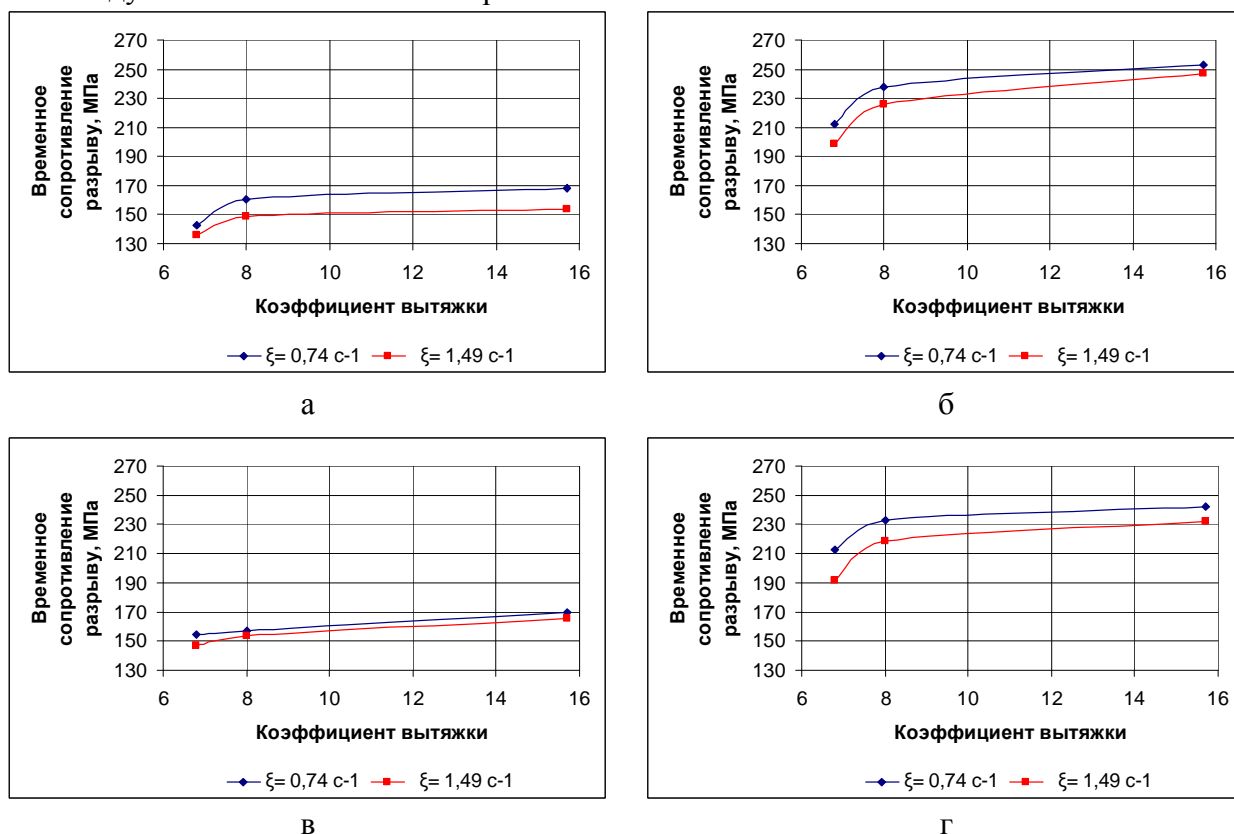 270
250
230
210
190
170
150
130
6 8 10 12 14 16
Временное сопротивление разрыву, МПа
Коэффициент вытяжки
ξ= 0,74 с-1 ξ= 1,49 с-1
а
270
250
230
210
190
170
150
130
6 8 10 12 14 16
Временное сопротивление разрыву, МПа
Коэффициент вытяжки
ξ= 0,74 с-1 ξ= 1,49 с-1
б
270
250
230
210
190
170
150
130
6 8 10 12 14 16
Временное сопротивление разрыву, МПа
Коэффициент вытяжки
ξ= 0,74 с-1 ξ= 1,49 с-1
в
270
250
230
210
190
170
150
130
6 8 10 12 14 16
Временное сопротивление разрыву, МПа
Коэффициент вытяжки
ξ= 0,74 с-1 ξ= 1,49 с-1
г